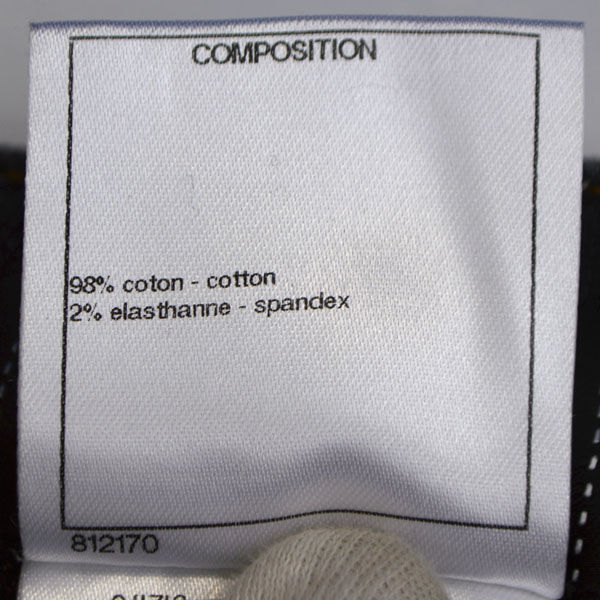 COMPOSITION
98% coton - cotton
2% elasthanne - spandex
812170